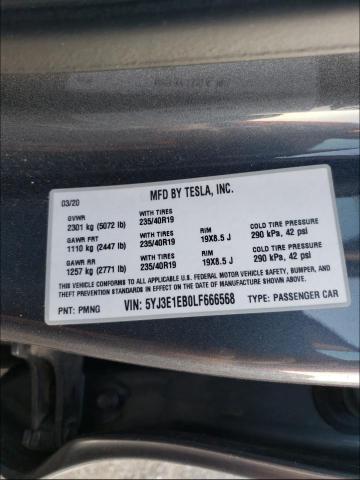 03/20 MFD BY TESLA, INC.
GVWR WITH TIRES
2301 kg (5072 lb) 235/40R19
GAWR FRT WITH TIRES RIM COLD TIRE PRESSURE
1110 kg (2447 lb) 235/40R19 19X8.5 J 290 kPa, 42 psi
GAWR RR WITH TIRES RIM COLD TIRE PRESSURE
1257 kg (2771 lb) 235/40R19 19X8.5 J 290 kPa, 42 psi
THIS VEHICLE CONFORMS TO ALL APPLICABLE U.S. FEDERAL MOTOR VEHICLE SAFETY, BUMPER, AND
THEFT PREVENTION STANDARDS IN EFFECT ON THE DATE OF MANUFACTURE SHOWN ABOVE.
PNT: PMNG VIN: 5YJ3E1EB0LF666568 TYPE: PASSENGER CAR